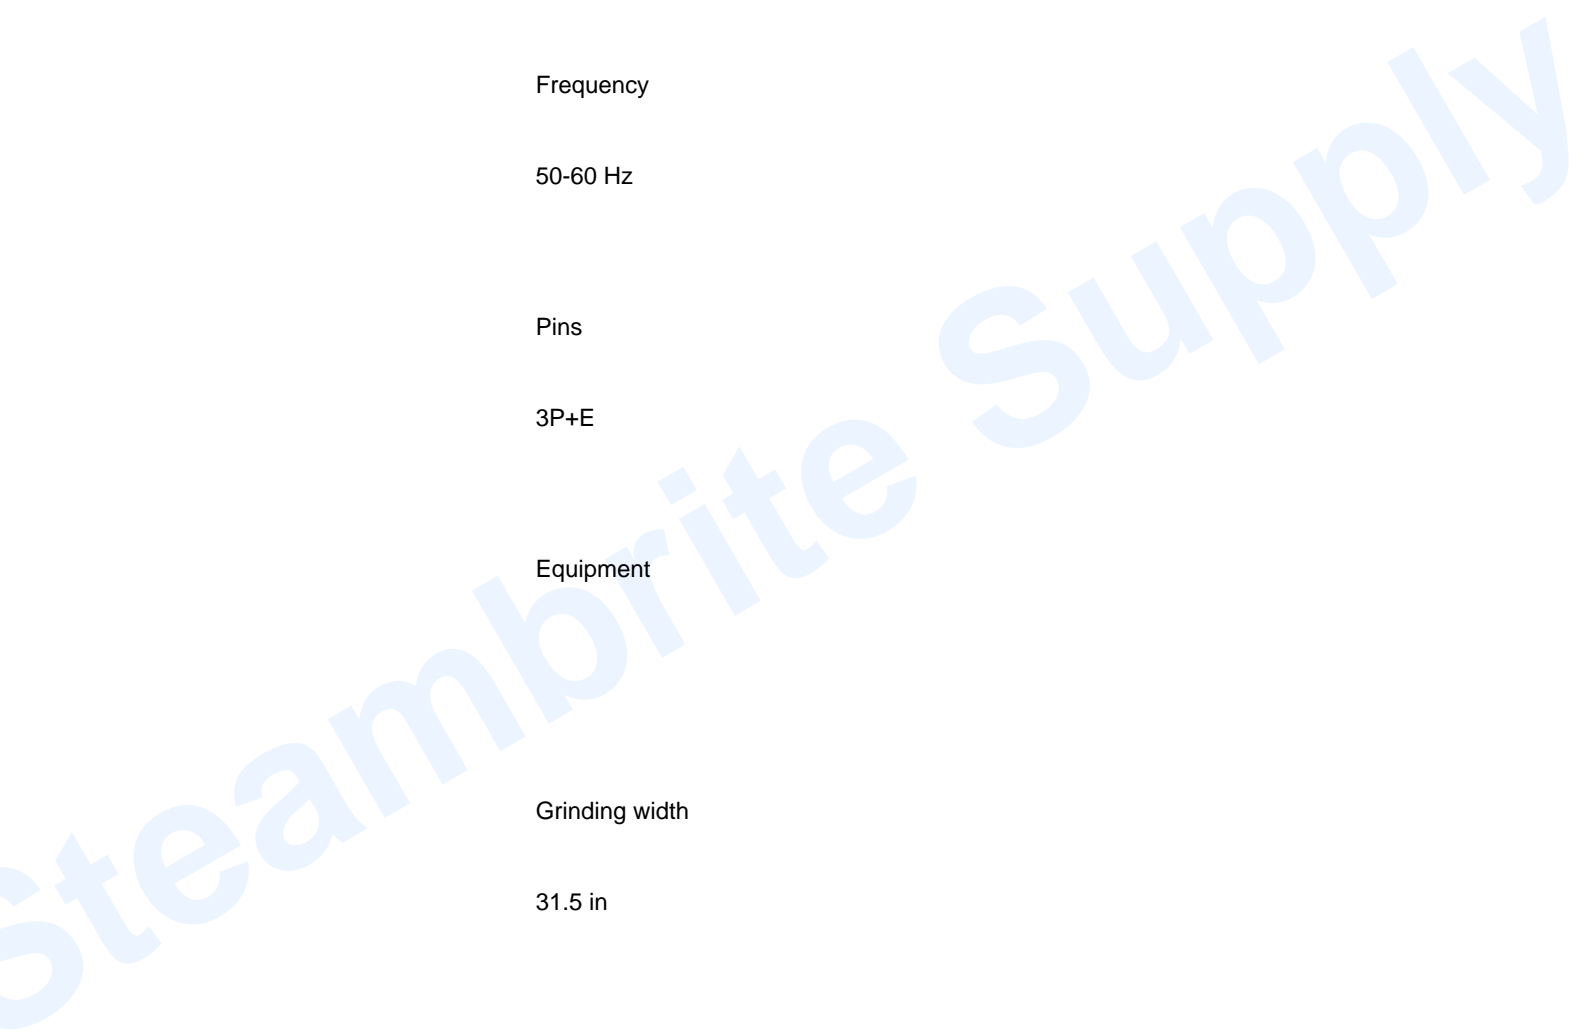 Frequency
50-60 Hz
Pins
3P+E
Equipment
Grinding width
31.5 in
Steambrite Supply